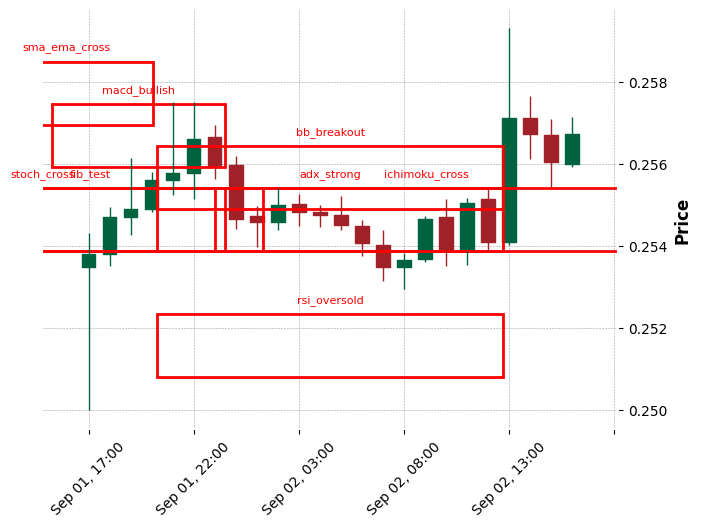 sma_ema_cross
macd_bullish
bb_breakout
stoch_cross
fib_test
adx_strong
ichimoku_cross
rsi_oversold
0.258
0.256
0.254
0.252
0.250
Price
Sep 01, 17:00
Sep 01, 22:00
Sep 02, 03:00
Sep 02, 08:00
Sep 02, 13:00